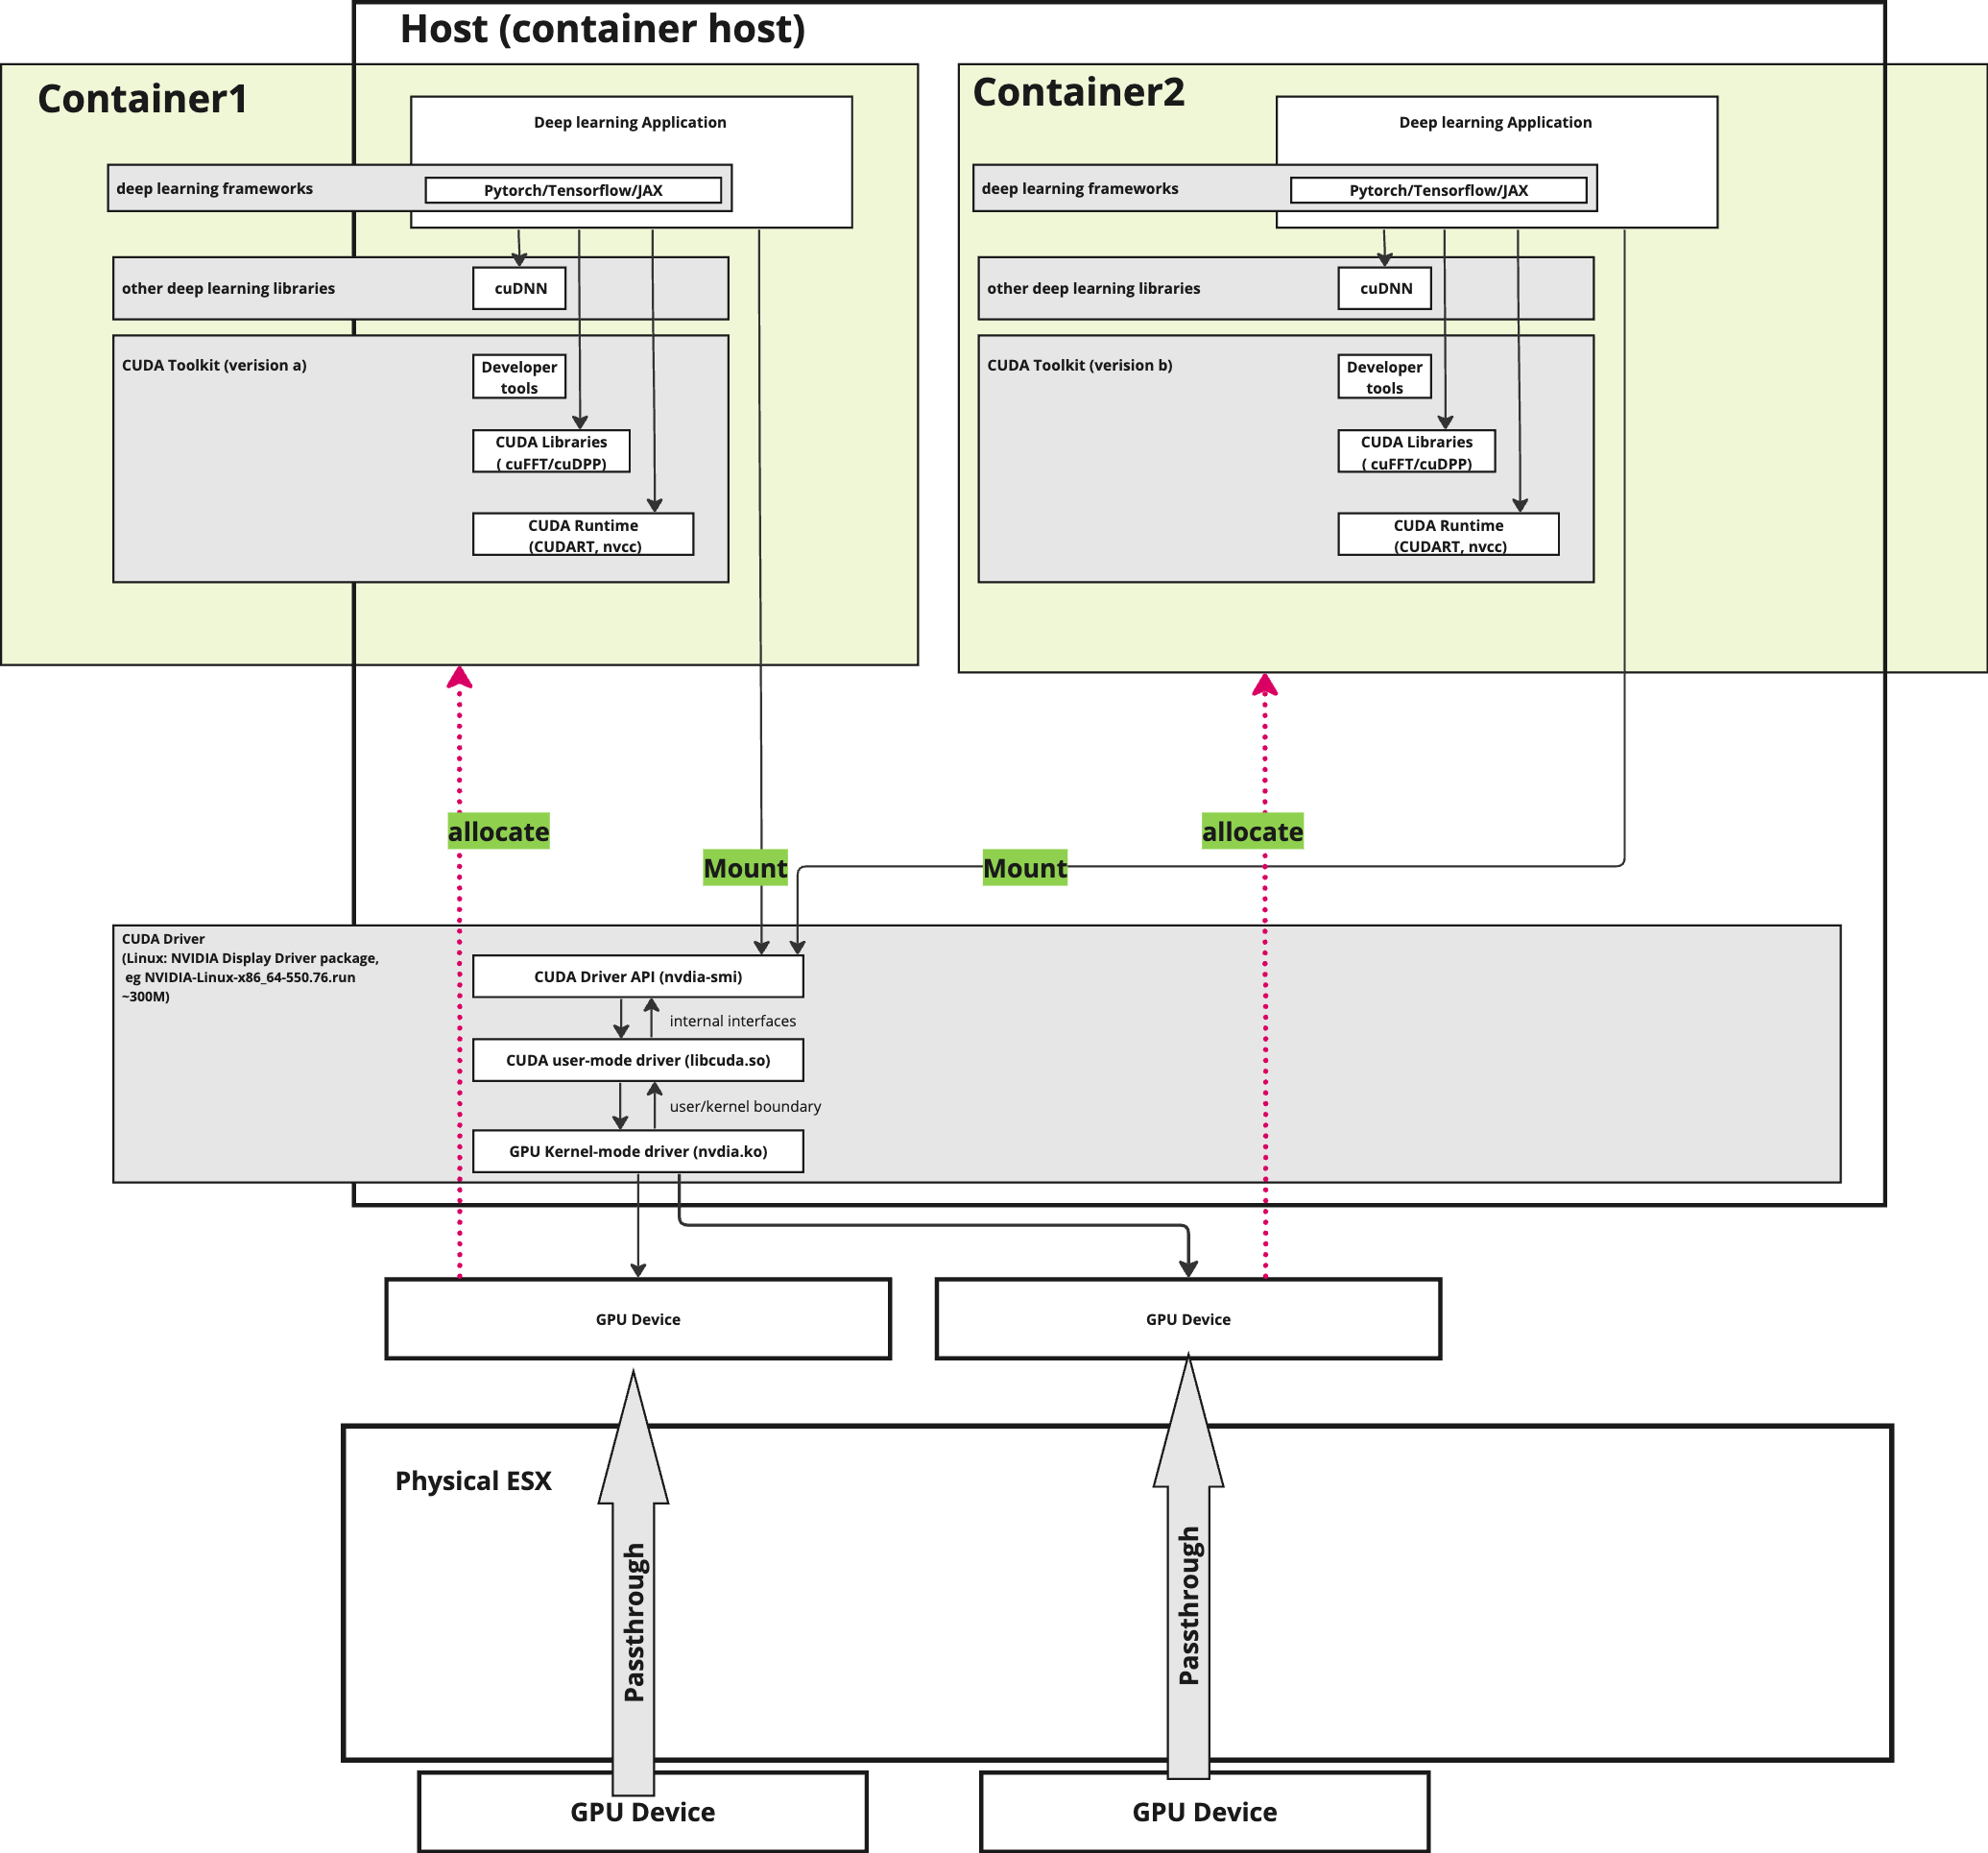 Host (container host)
Container1
Deep learning Application
deep learning frameworks
Pytorch/Tensorflow/JAX
other deep learning libraries
cuDNN
CUDA Toolkit (verision a)
Developer
tools
CUDA Libraries
( cuFFT/cuDPP)
CUDA Runtime
(CUDART, nvcc)
Container2
Deep learning Application
deep learning frameworks
Pytorch/Tensorflow/JAX
other deep learning libraries
cuDNN
CUDA Toolkit (verision b)
Developer
tools
CUDA Libraries
( cuFFT/cuDPP)
CUDA Runtime
(CUDART, nvcc)
allocate
allocate
Mount
Mount
CUDA Driver
(Linux: NVIDIA Display Driver package,
eg NVIDIA-Linux-x86_64-550.76.run
~300M)
CUDA Driver API (nvdia-smi)
internal interfaces
CUDA user-mode driver (libcuda.so)
user/kernel boundary
GPU Kernel-mode driver (nvdia.ko)
GPU Device
GPU Device
Physical ESX
Passthrough
Passthrough
GPU Device
GPU Device